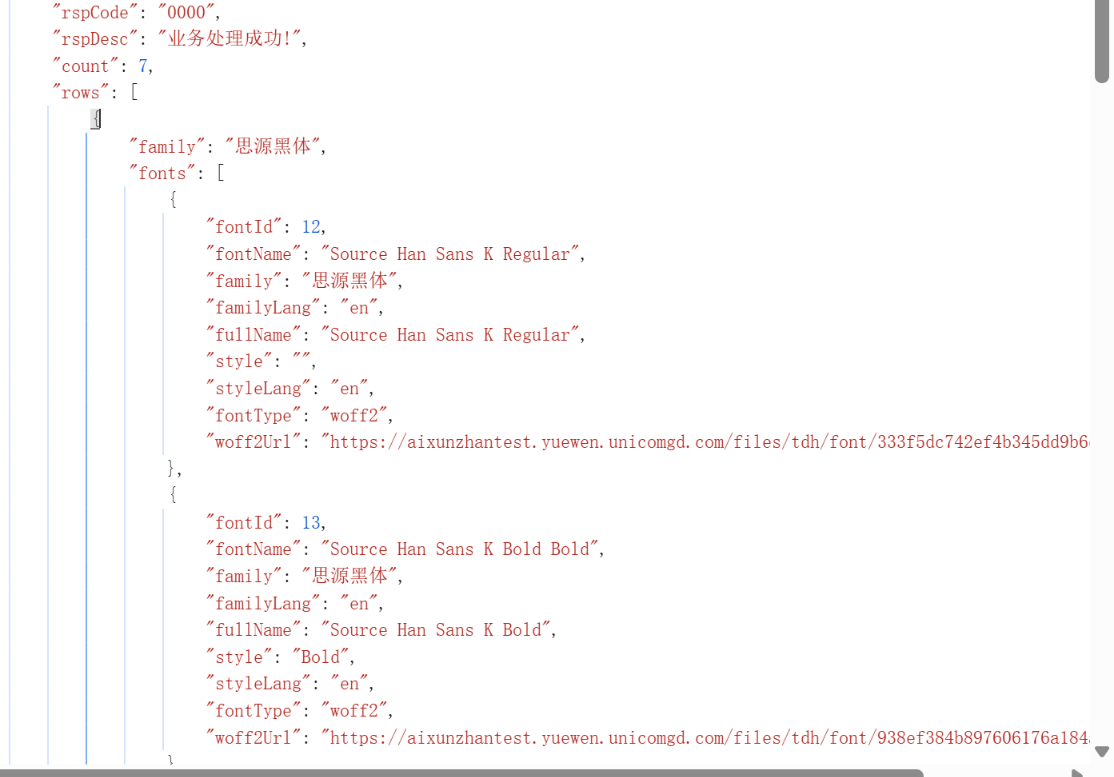 "rspCode": "0000",
"rspDesc": "业务处理成功!",
"count": 7,
"rows": [
{
"family": "思源黑体",
"fonts": [
{
"fontId": 12,
"fontName": "Source Han Sans K Regular",
"family": "思源黑体",
"familyLang": "en",
"fullName": "Source Han Sans K Regular",
"style": "",
"styleLang": "en",
"fontType": "woff2",
"woff2Url": "https://aixunzhantest.yuewen.unicomgd.com/files/tdh/font/333f5dc742ef4b345dd9b6
},
{
"fontId": 13,
"fontName": "Source Han Sans K Bold Bold",
"family": "思源黑体",
"familyLang": "en",
"fullName": "Source Han Sans K Bold",
"style": "Bold",
"styleLang": "en",
"fontType": "woff2",
"woff2Url": "https://aixunzhantest.yuewen.unicomgd.com/files/tdh/font/938ef384b897606176a184
}